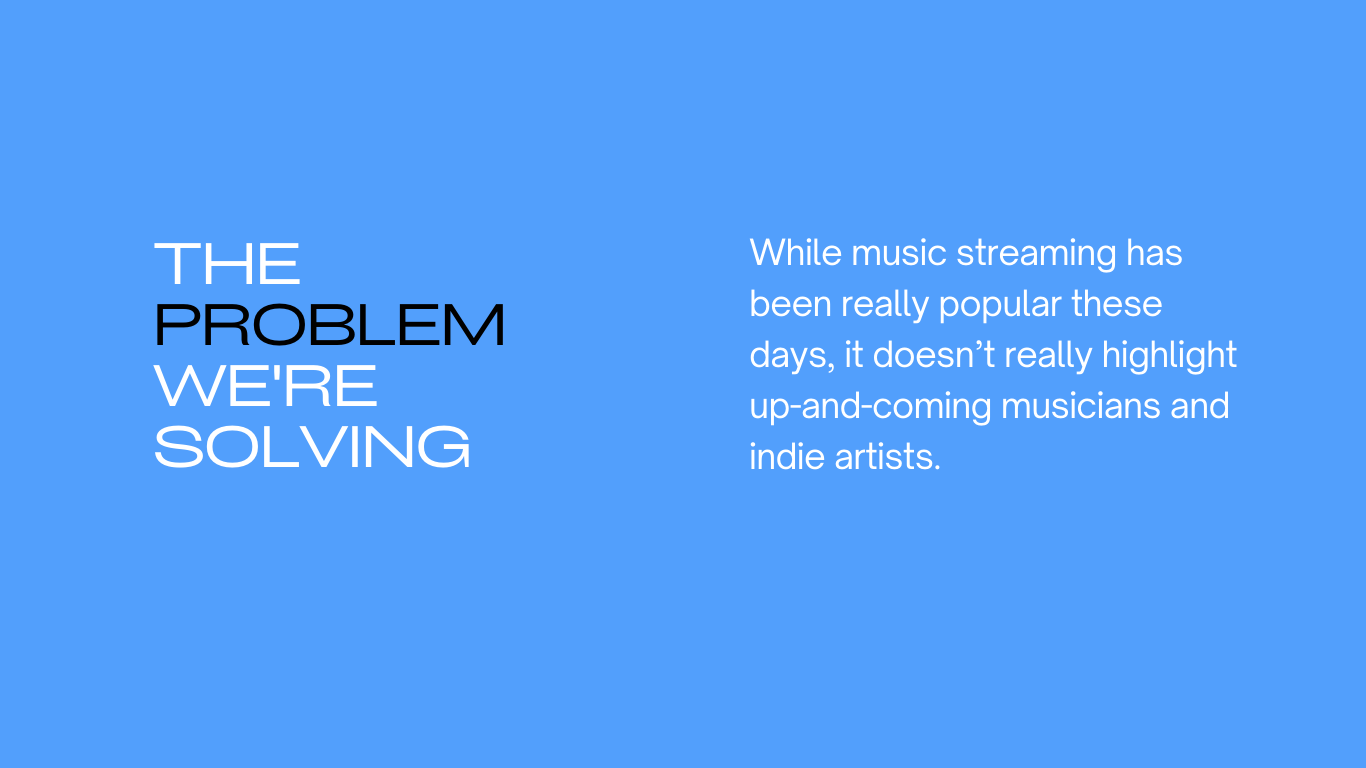 THE
PROBLEM
WE'RE
SOLVING
While music streaming has
been really popular these
days, it doesn’t really highlight
up-and-coming musicians and
indie artists.